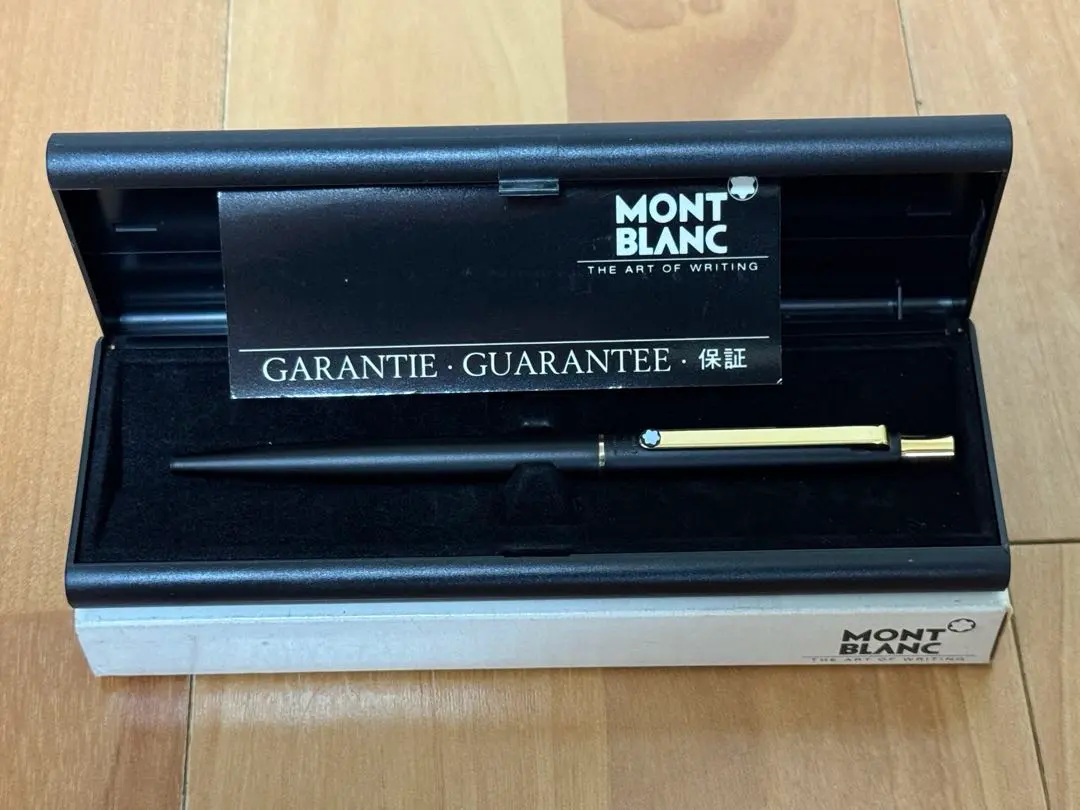 MONT
BLANC
THE ART OF WRITING
GARANTIE · GUARANTEE · 保証
MONT
BLANC
THE ART OF WRITING